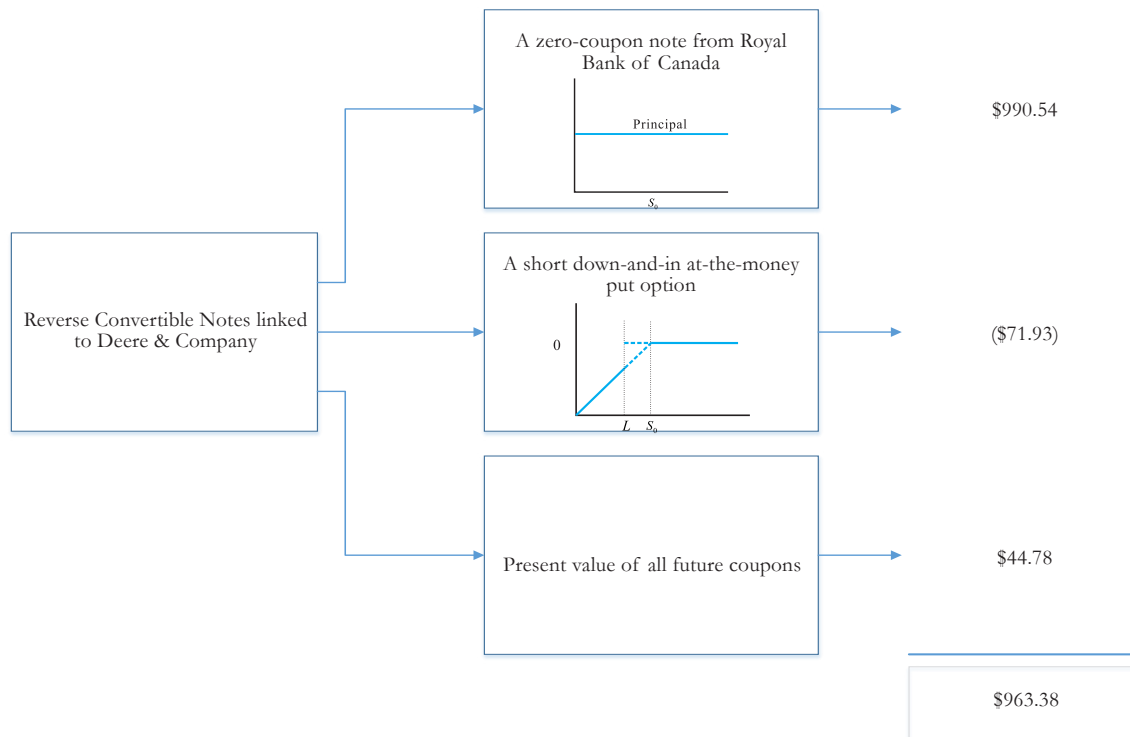 A zero-coupon note from Royal
Bank of Canada
Principal
S₀
$990.54
Reverse Convertible Notes linked
to Deere & Company
A short down-and-in at-the-money
put option
0
L S₀
($71.93)
Present value of all future coupons
$44.78
$963.38